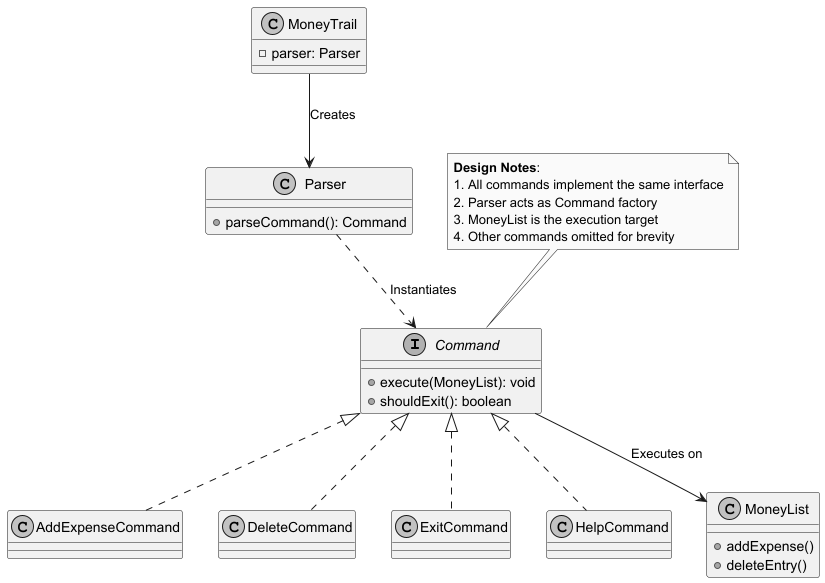 C MoneyTrail
parser: Parser
Creates
C Parser
parseCommand(): Command
Design Notes:
1. All commands implement the same interface
2. Parser acts as Command factory
3. MoneyList is the execution target
4. Other commands omitted for brevity
Instantiates
I Command
execute(MoneyList): void
shouldExit(): boolean
Executes on
C AddExpenseCommand
C DeleteCommand
C ExitCommand
C HelpCommand
C MoneyList
addExpense()
deleteEntry()